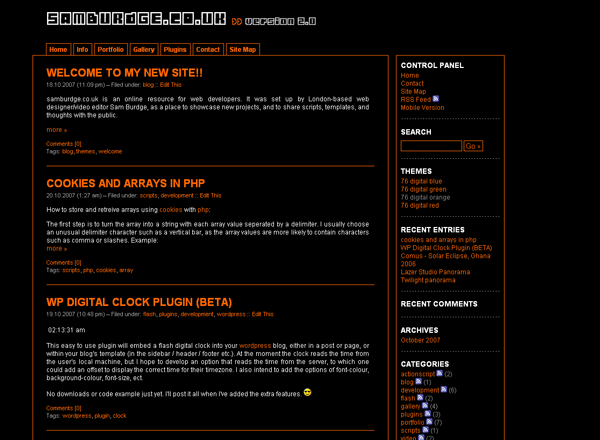 SAMBURDGE.CO.UK >> version 2.0
Home Info Portfolio Gallery Plugins Contact Site Map
WELCOME TO MY NEW SITE!!
18.10.2007 (11:09 pm) – Filed under: blog :: Edit This
samburdge.co.uk is an online resource for web developers. It was set up by London-based web
designer/video editor Sam Burdge, as a place to showcase new projects, and to share scripts, templates, and
thoughts with the public.
more »
Comments [0]
Tags: blog, themes, welcome
COOKIES AND ARRAYS IN PHP
20.10.2007 (1:27 am) – Filed under: scripts, development :: Edit This
How to store and retreive arrays using cookies with php:
The first step is to turn the array into a string with each array value seperated by a delimiter. I usually choose
an unusual delimiter character such as a vertical bar, as the array values are more likely to contain characters
such as comma or slashes. Example:
more »
Comments [0]
Tags: scripts, php, cookies, array
WP DIGITAL CLOCK PLUGIN (BETA)
19.10.2007 (10:48 pm) – Filed under: flash, plugins, development, wordpress :: Edit This
02:13:31 am
This easy to use plugin will embed a flash digital clock into your wordpress blog, either in a post or page, or
within your blog's template (in the sidebar / header / footer etc.). At the moment the clock reads the time from
the user's local machine, but I hope to develop an option that reads the time from the server, to which one
could add an offset to display the correct time for their timezone. I also intend to add the options of font-colour,
background-colour, font-size, ect.
No downloads or code example just yet. I'll post it all when I've added the extra features.
Comments [0]
Tags: wordpress, plugin, clock
CONTROL PANEL
Home
Contact
Site Map
RSS Feed
Mobile Version
SEARCH
Go »
THEMES
76 digital blue
76 digital green
76 digital orange
76 digital red
RECENT ENTRIES
cookies and arrays in php
WP Digital Clock Plugin (BETA)
Comus - Solar Eclipse, Ghana
2006
Lazer Studio Panorama
Twilight panorama
RECENT COMMENTS
ARCHIVES
October 2007
CATEGORIES
actionscript (2)
blog (1)
development (6)
flash (2)
gallery (4)
plugins (3)
portfolio (7)
scripts (1)
video (2)